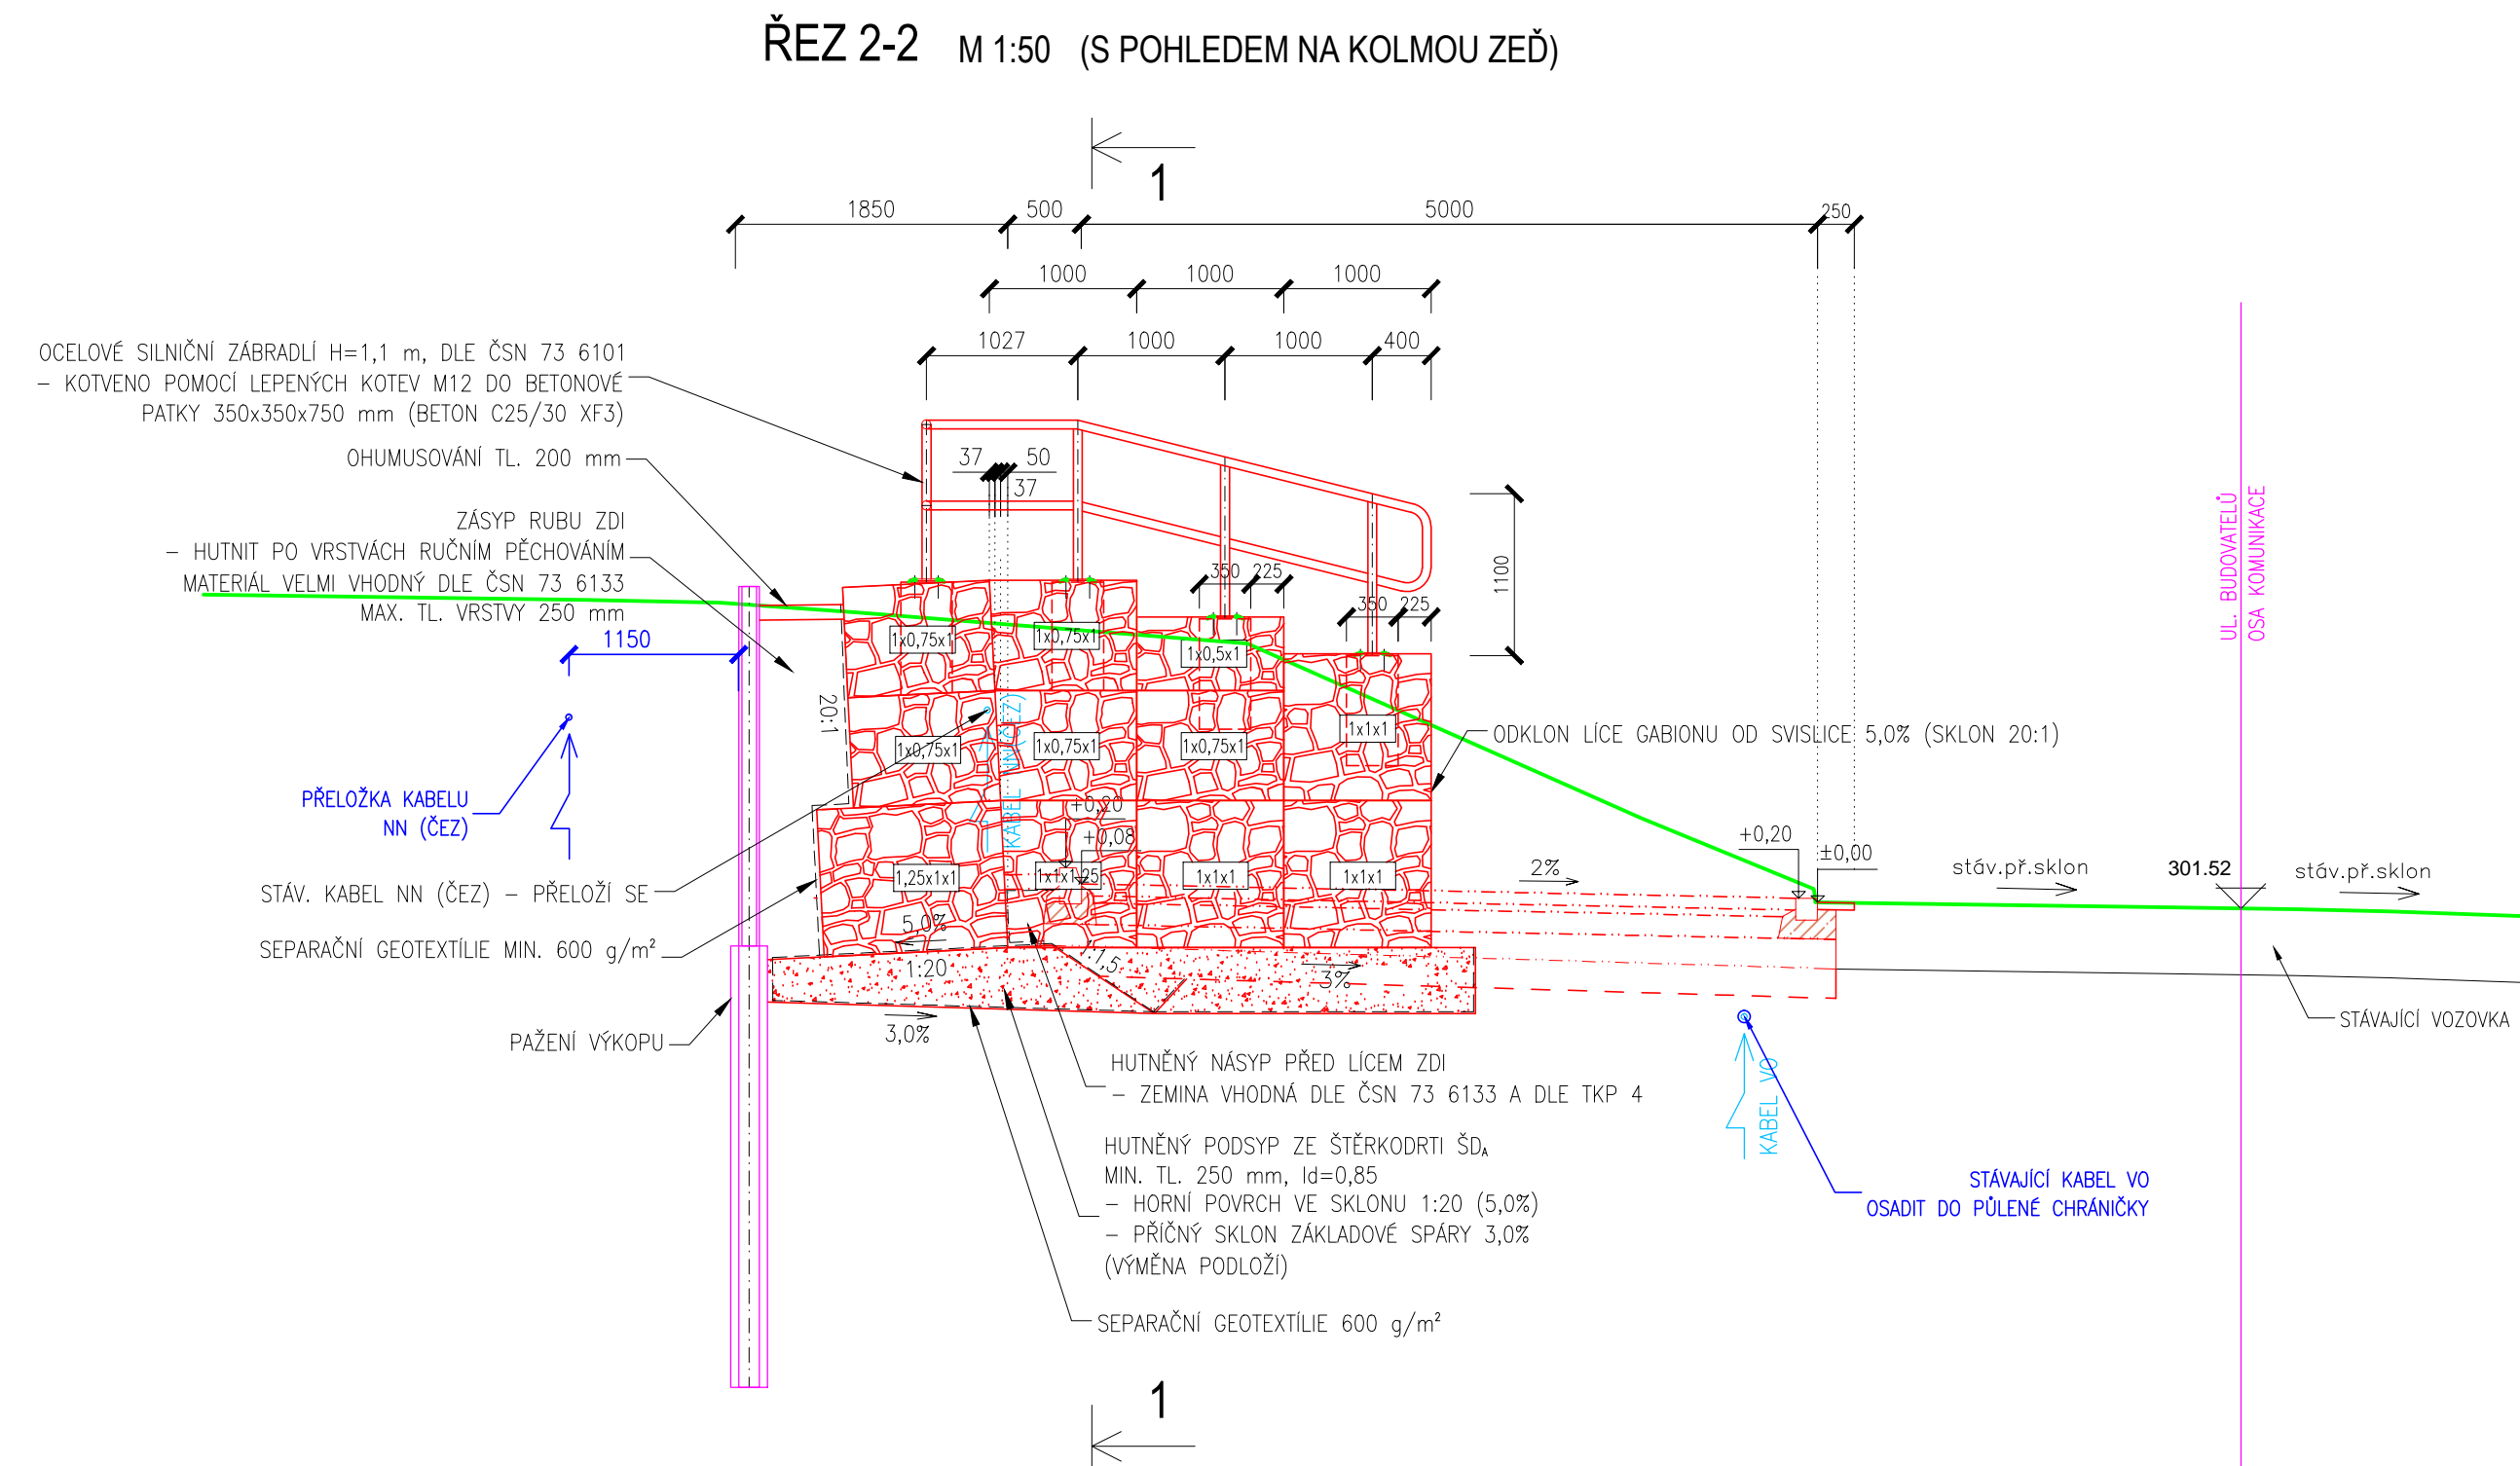 ŘEZ 2-2 M 1:50 (S POHLEDEM NA KOLMOU ZEĎ)
1
1850 500 5000 250
1000 1000 1000
1027 1000 1000 400
OCELOVÉ SILNIČNÍ ZÁBRADLÍ H=1,1 m, DLE ČSN 73 6101
– KOTVENO POMOCÍ LEPENÝCH KOTEV M12 DO BETONOVÉ
PATKY 350x350x750 mm (BETON C25/30 XF3)
OHUMUSOVÁNÍ TL. 200 mm
37 50
37
ZÁSYP RUBU ZDI
– HUTNIT PO VRSTVÁCH RUČNÍM PĚCHOVÁNÍM
MATERIÁL VELMI VHODNÝ DLE ČSN 73 6133
MAX. TL. VRSTVY 250 mm
350 225
350 225
1100
UL. BUDOVATELŮ
OSA KOMUNIKACE
1150
1x0,75x1
1x0,75x1
1x0,5x1
1x1x1
20:1
1x0,75x1
1x0,75x1
1x0,75x1
KABEL NN (ČEZ)
ODKLON LÍCE GABIONU OD SVISLICE 5,0% (SKLON 20:1)
PŘELOŽKA KABELU
NN (ČEZ)
+0,20
+0,08
+0,20
±0,00
2%
stáv.př.sklon
301.52
stáv.př.sklon
1,25x1x1
1x1x1,25
1x1x1
1x1x1
STÁV. KABEL NN (ČEZ) – PŘELOŽÍ SE
SEPARAČNÍ GEOTEXTÍLIE MIN. 600 g/m²
5,0%
1:20
1:1,5
3%
3,0%
PAŽENÍ VÝKOPU
STÁVAJÍCÍ VOZOVKA
HUTNĚNÝ NÁSYP PŘED LÍCEM ZDI
– ZEMINA VHODNÁ DLE ČSN 73 6133 A DLE TKP 4
KABEL VO
HUTNĚNÝ PODSYP ZE ŠTĚRKODRTI ŠDA
MIN. TL. 250 mm, Id=0,85
– HORNÍ POVRCH VE SKLONU 1:20 (5,0%)
– PŘÍČNÝ SKLON ZÁKLADOVÉ SPÁRY 3,0%
(VÝMĚNA PODLOŽÍ)
STÁVAJÍCÍ KABEL VO
OSADIT DO PŮLENÉ CHRÁNIČKY
SEPARAČNÍ GEOTEXTÍLIE 600 g/m²
1